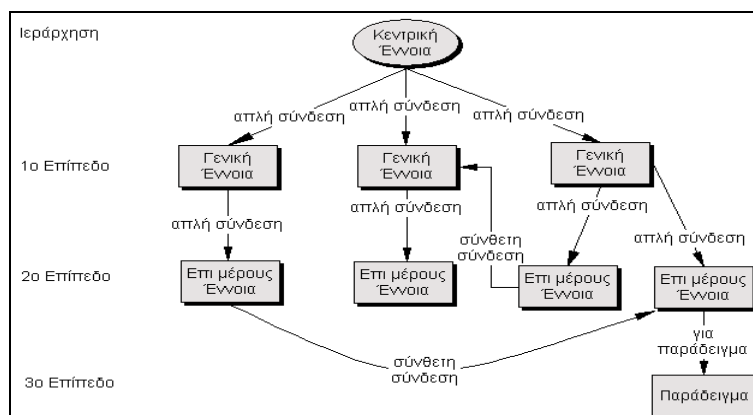 Ιεράρχηση
Κεντρική
Έννοια
απλή σύνδεση
απλή σύνδεση
απλή σύνδεση
1ο Επίπεδο
Γενική
Έννοια
Γενική
Έννοια
Γενική
Έννοια
απλή σύνδεση
απλή σύνδεση
σύνθετη
σύνδεση
απλή σύνδεση
απλή σύνδεση
2ο Επίπεδο
Επι μέρους
Έννοια
Επι μέρους
Έννοια
Επι μέρους
Έννοια
Επι μέρους
Έννοια
για
παράδειγμα
σύνθετη
σύνδεση
3ο Επίπεδο
Παράδειγμα